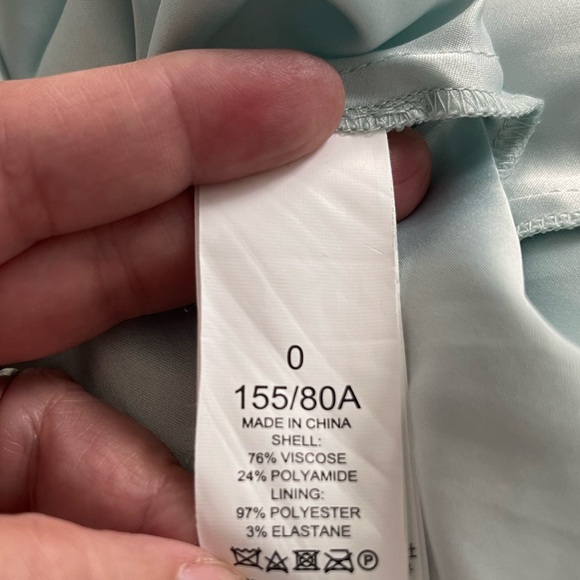 0
155/80A
MADE IN CHINA
SHELL:
76% VISCOSE
24% POLYAMIDE
LINING:
97% POLYESTER
3% ELASTANE
P